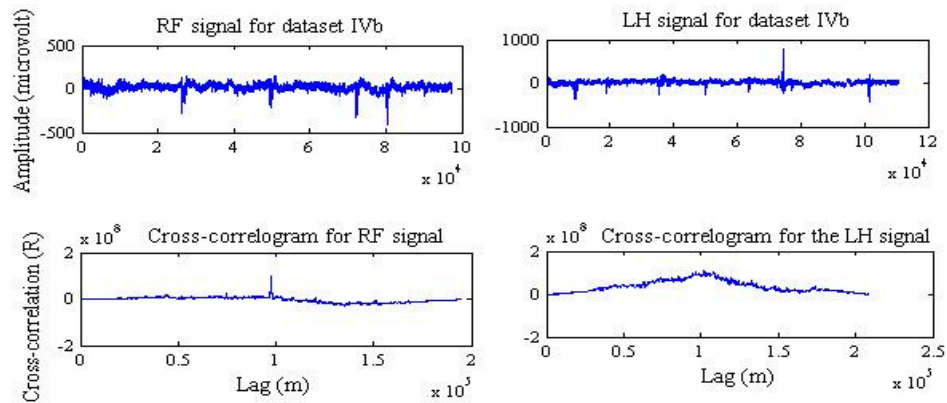 RF signal for dataset IVb
Amplitude (microvolt)
500
0
-500
0 2 4 6 8 10
x 10^4
LH signal for dataset IVb
1000
0
-1000
0 2 4 6 8 10 12
x 10^4
x 10^8 Cross-correlogram for RF signal
Cross-correlation (R)
2
0
-2
0 0.5 1 1.5 2
Lag (m)
x 10^5
x 10^8 Cross-correlogram for the LH signal
2
0
-2
0 0.5 1 1.5 2 2.5
Lag (m)
x 10^5